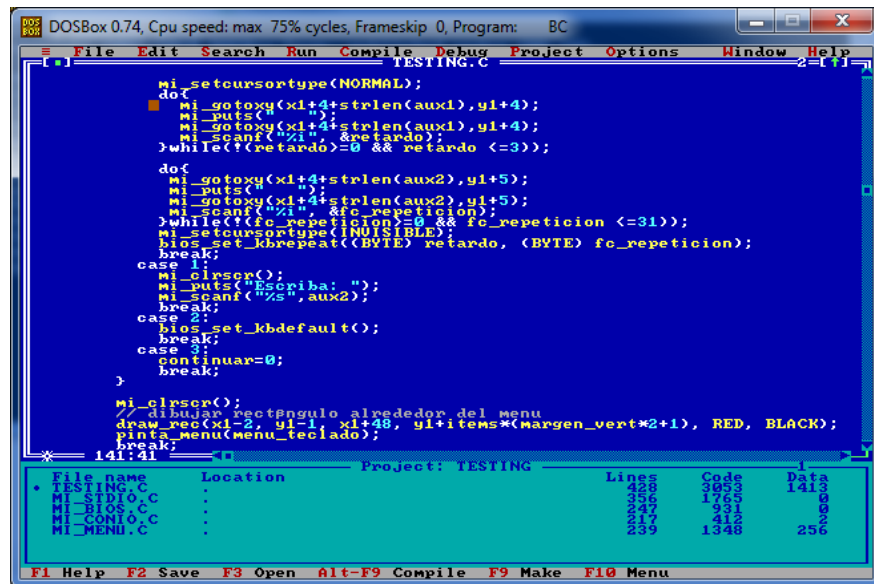 DOSBox 0.74, Cpu speed: max 75% cycles, Frameskip 0, Program: BC
≡ File Edit Search Run Compile Debug Project Options Window Help
[▪] TESTING.C 2=[↑]
mi_setcursortype(NORMAL);
do{
mi_gotoxy(x1+4+strlen(aux1),y1+4);
mi_puts("    ");
mi_gotoxy(x1+4+strlen(aux1),y1+4);
mi_scanf("%i", &retardo);
}while(!(retardo>=0 && retardo <=3));
do{
mi_gotoxy(x1+4+strlen(aux2),y1+5);
mi_puts("    ");
mi_gotoxy(x1+4+strlen(aux2),y1+5);
mi_scanf("%i", &fc_repeticion);
}while(!(fc_repeticion>=0 && fc_repeticion <=31));
mi_setcursortype(INVISIBLE);
bios_set_kbrepeat((BYTE) retardo, (BYTE) fc_repeticion);
break;
case 1:
mi_clrscr();
mi_puts("Escriba: ");
mi_scanf("%s",aux2);
break;
case 2:
bios_set_kbdefault();
break;
case 3:
continuar=0;
break;
}
mi_clrscr();
// dibujar rectβngulo alrededor del menu
draw_rec(x1-2, y1-1, x1+48, y1+items*(margen_vert*2+1), RED, BLACK);
pinta_menu(menu_teclado);
break;
141:41
Project: TESTING 1
File name Location Lines Code Data
• TESTING.C . 428 3053 1413
MI_STDIO.C . 356 1765 0
MI_BIOS.C . 247 931 0
MI_CONIO.C . 217 412 2
MI_MENU.C . 239 1348 256
F1 Help F2 Save F3 Open Alt-F9 Compile F9 Make F10 Menu